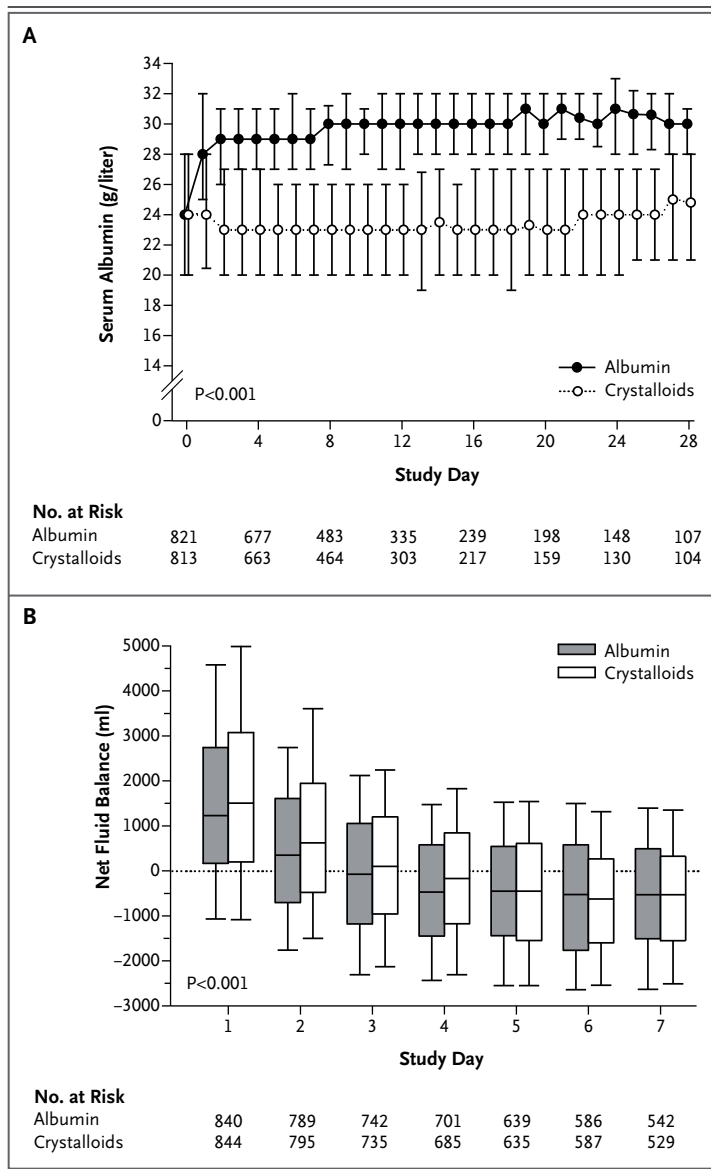 A
34
32
30
28
26
24
22
20
18
16
14
0
Serum Albumin (g/liter)
Albumin
Crystalloids
P<0.001
0 4 8 12 16 20 24 28
Study Day
No. at Risk
Albumin 821 677 483 335 239 198 148 107
Crystalloids 813 663 464 303 217 159 130 104
B
5000
4000
3000
2000
1000
0
−1000
−2000
−3000
Net Fluid Balance (ml)
Albumin
Crystalloids
P<0.001
1 2 3 4 5 6 7
Study Day
No. at Risk
Albumin 840 789 742 701 639 586 542
Crystalloids 844 795 735 685 635 587 529